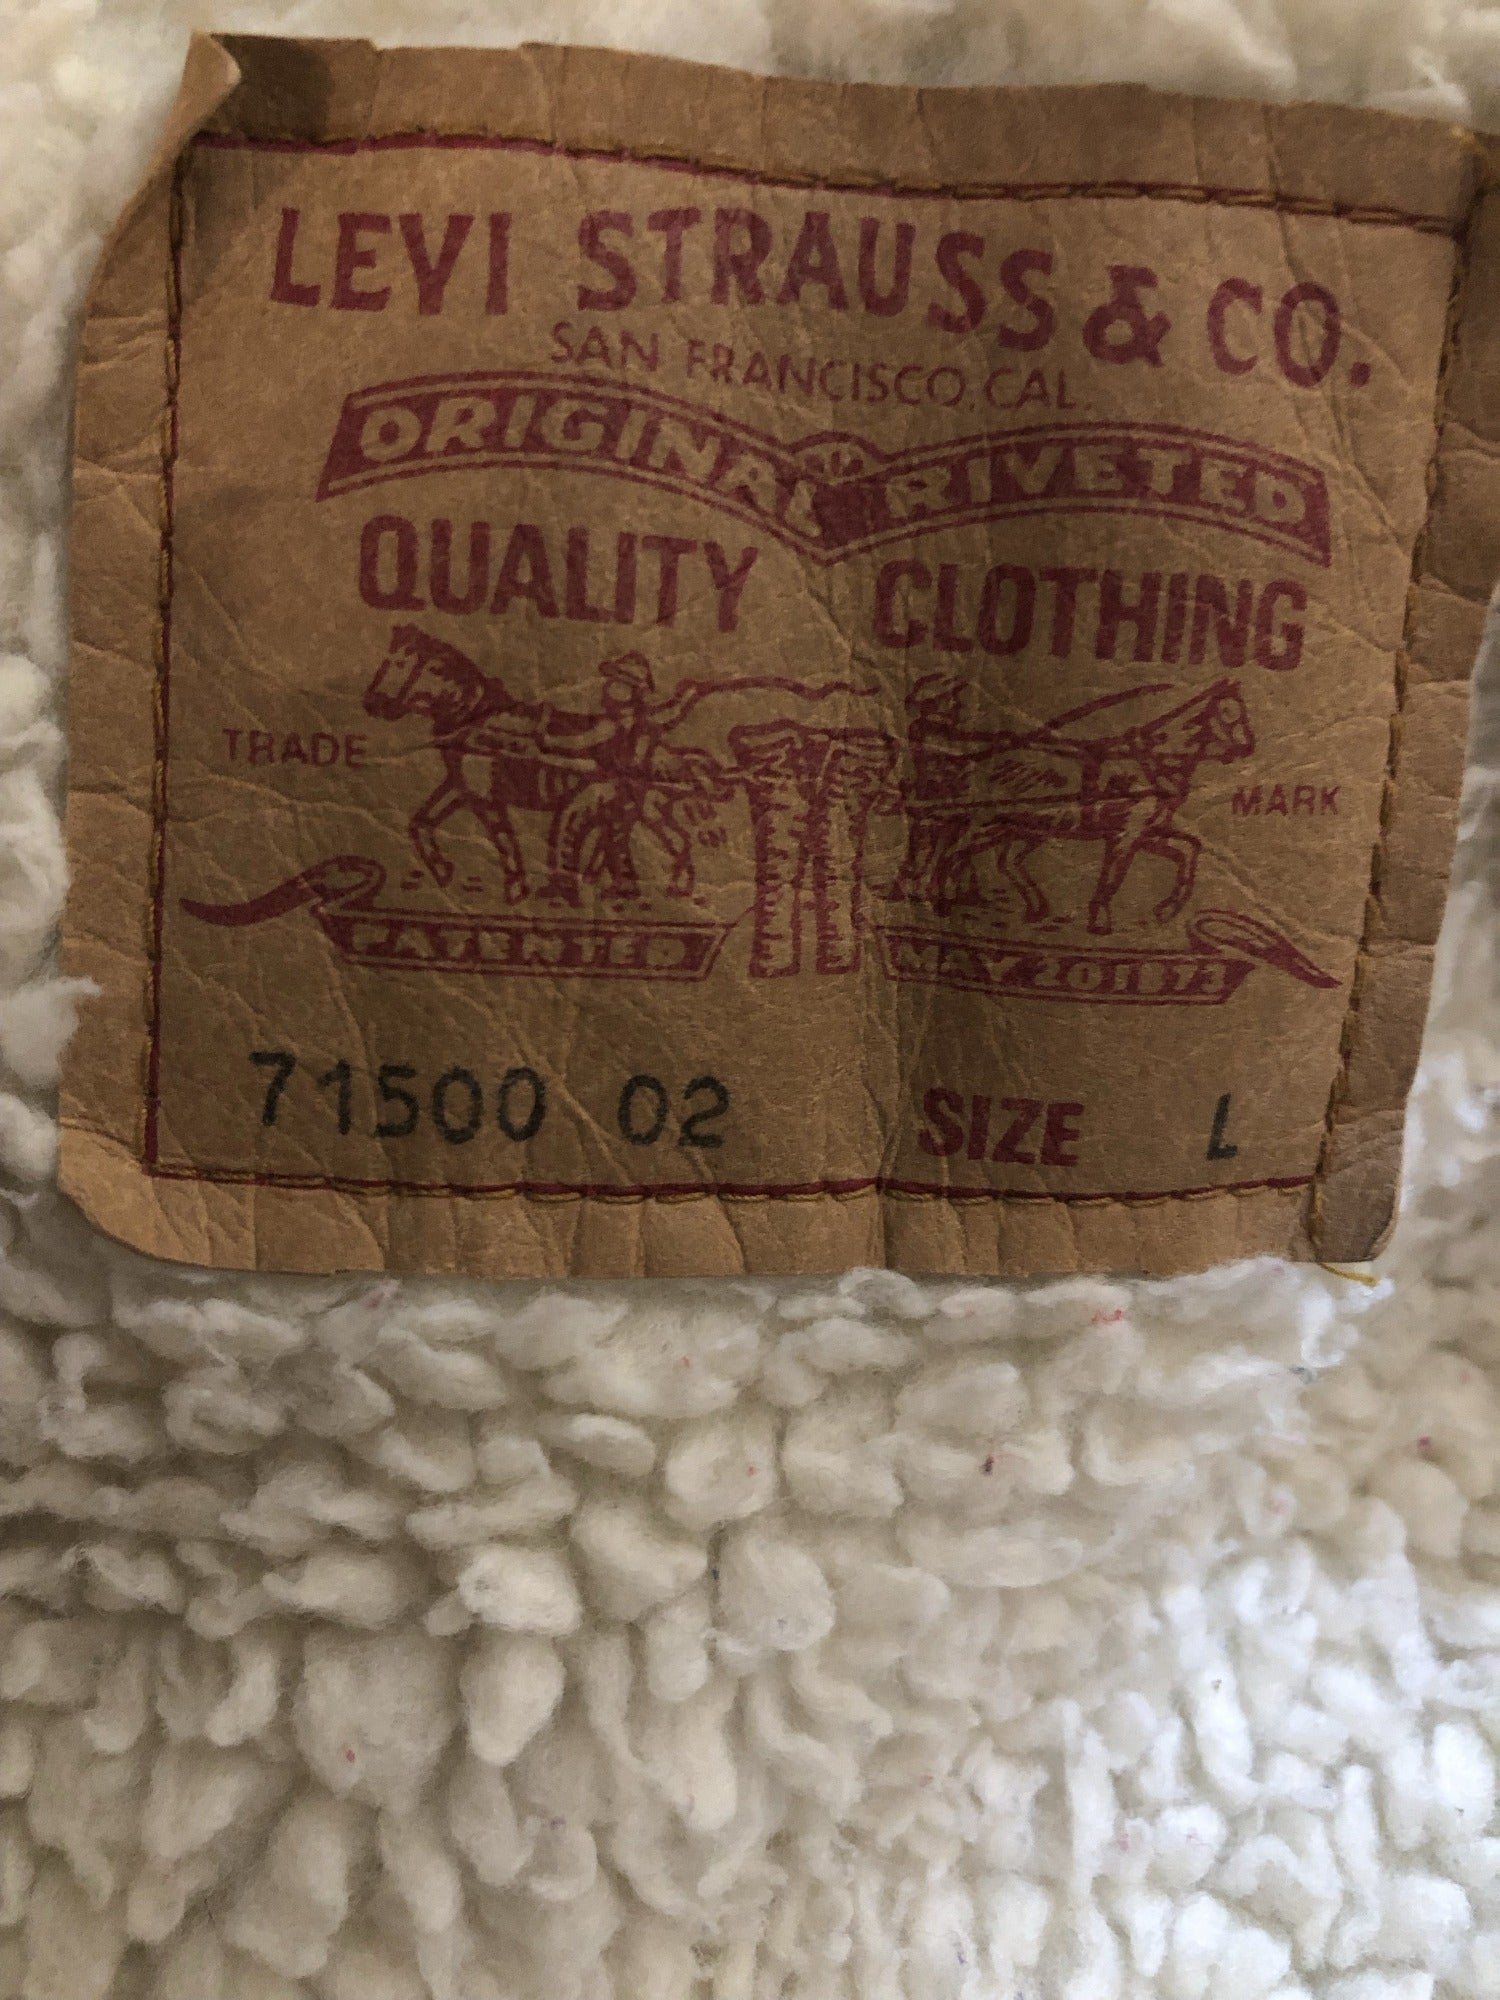 LEVI STRAUSS & CO.
SAN FRANCISCO, CAL.
ORIGINAL RIVETED
QUALITY CLOTHING
TRADE MARK
PATENTED MAY 20 1873
71500 02 SIZE L